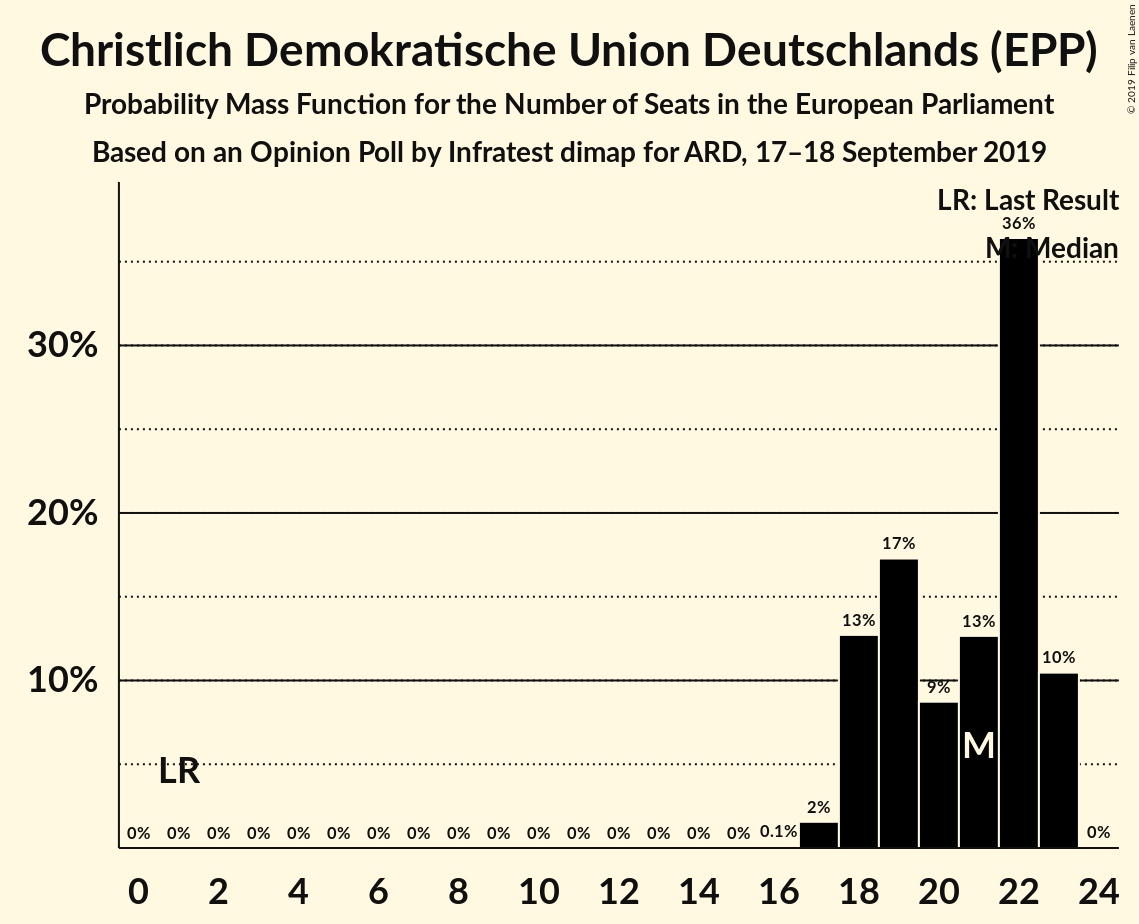 Christlich Demokratische Union Deutschlands (EPP)
Probability Mass Function for the Number of Seats in the European Parliament
Based on an Opinion Poll by Infratest dimap for ARD, 17–18 September 2019
© 2019 Filip van Laenen
LR: Last Result
M: Median
36%
30%
20%
17%
13%
13%
10%
10%
9%
M
LR
2%
0% 0% 0% 0% 0% 0% 0% 0% 0% 0% 0% 0% 0% 0% 0% 0% 0.1% 0%
0 2 4 6 8 10 12 14 16 18 20 22 24